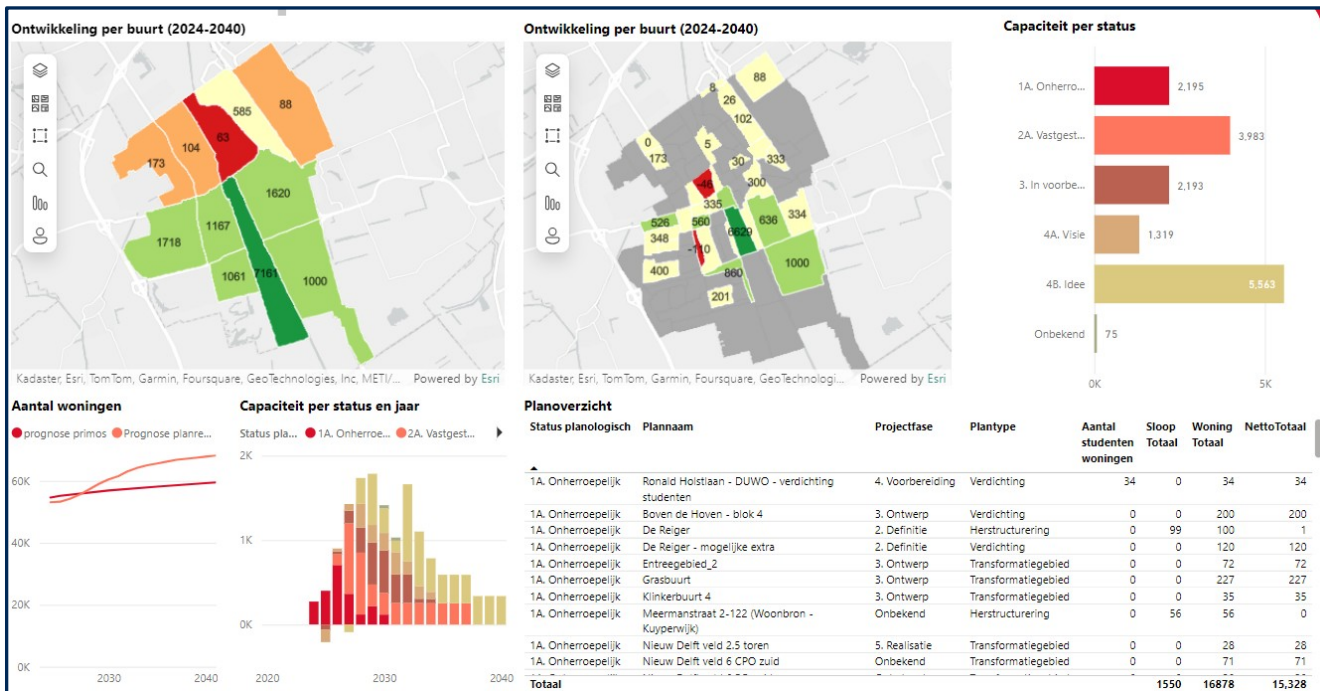 Ontwikkeling per buurt (2024-2040)
88
585
63
104
173
1620
1167
1718
1061
7161
1000
Kadaster, Esri, TomTom, Garmin, Foursquare, GeoTechnologies, Inc, METI/... Powered by Esri
Ontwikkeling per buurt (2024-2040)
88
8
26
102
0
173
5
30
333
-46
300
335
526
560
636
334
348
6629
-110
400
860
1000
201
Kadaster, Esri, TomTom, Garmin, Foursquare, GeoTechnologi... Powered by Esri
Capaciteit per status
1A. Onherro... 2,195
2A. Vastgest... 3,983
3. In voorbe... 2,193
4A. Visie 1,319
4B. Idee 5,563
Onbekend 75
0K 5K
Aantal woningen
prognose primos Prognose planre...
60K
40K
20K
0K
2030 2040
Capaciteit per status en jaar
Status pla... 1A. Onherroe... 2A. Vastgest...
2K
1K
0K
2020 2030 2040
Planoverzicht
Status planologisch Plannaam Projectfase Plantype Aantal studenten woningen Sloop Totaal Woning Totaal NettoTotaal
1A. Onherroepelijk Ronald Holstlaan - DUWO - verdichting studenten 4. Voorbereiding Verdichting 34 0 34 34
1A. Onherroepelijk Boven de Hoven - blok 4 3. Ontwerp Verdichting 0 0 200 200
1A. Onherroepelijk De Reiger 2. Definitie Herstructurering 0 99 100 1
1A. Onherroepelijk De Reiger - mogelijke extra 2. Definitie Verdichting 0 0 120 120
1A. Onherroepelijk Entreegebied_2 3. Ontwerp Transformatiegebied 0 0 72 72
1A. Onherroepelijk Grasbuurt 3. Ontwerp Transformatiegebied 0 0 227 227
1A. Onherroepelijk Klinkerbuurt 4 3. Ontwerp Transformatiegebied 0 0 35 35
1A. Onherroepelijk Meermanstraat 2-122 (Woonbron - Kuyperwijk) Onbekend Herstructurering 0 56 56 0
1A. Onherroepelijk Nieuw Delft veld 2.5 toren 5. Realisatie Transformatiegebied 0 0 28 28
1A. Onherroepelijk Nieuw Delft veld 6 CPO zuid Onbekend Transformatiegebied 0 0 71 71
Totaal 1550 16878 15,328